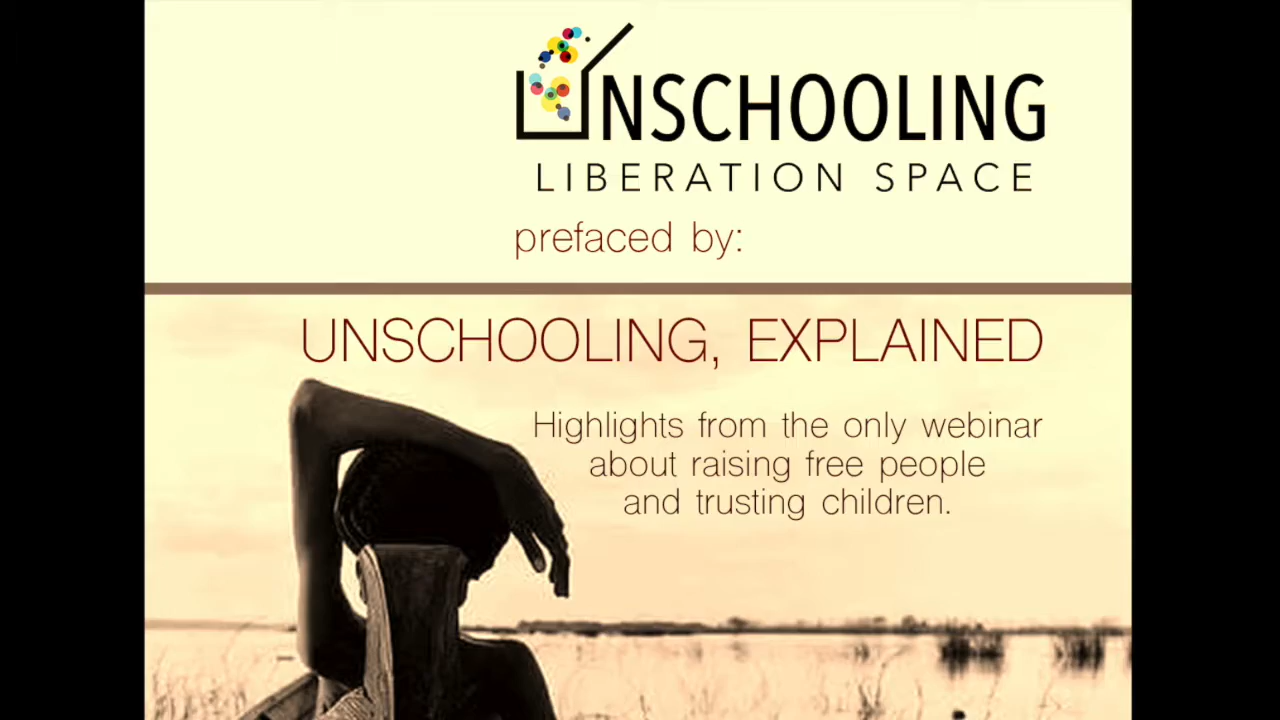 UNSCHOOLING
LIBERATION SPACE
prefaced by:
UNSCHOOLING, EXPLAINED
Highlights from the only webinar
about raising free people
and trusting children.